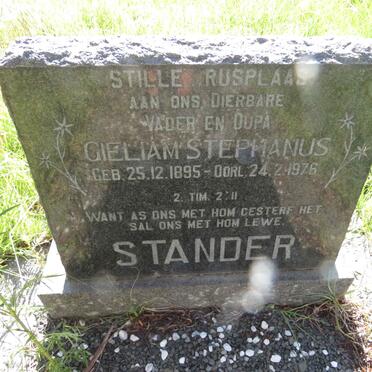 STILLE RUSPLAAS
AAN ONS DIERBARE
VADER EN OUPA
GIELIAM STEPHANUS
GEB. 25.12.1895 - OORL. 24.2.1976
2. TIM. 2:11
WANT AS ONS MET HOM GESTERF HET
SAL ONS MET HOM LEWE
STANDER